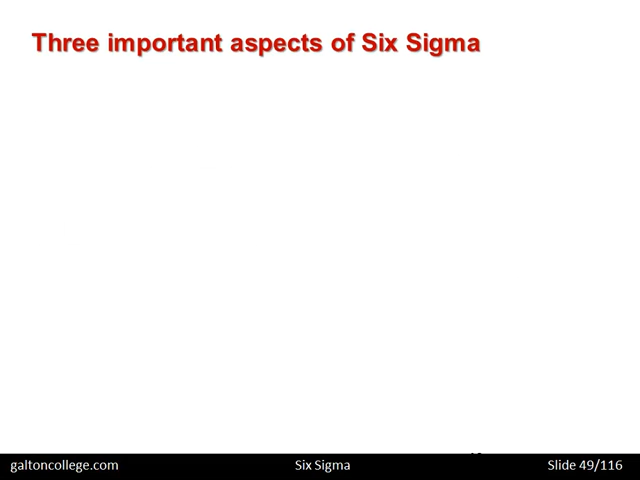 Three important aspects of Six Sigma
galtoncollege.com
Six Sigma
Slide 49/116